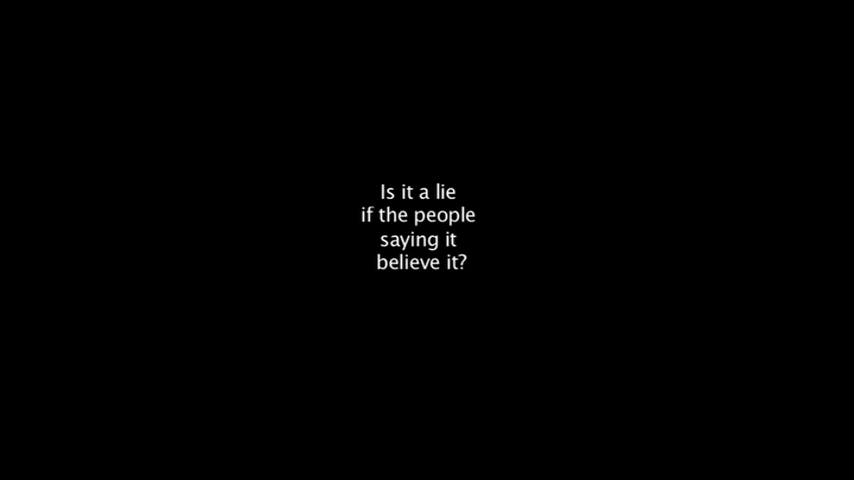 Is it a lie
if the people
saying it
believe it?